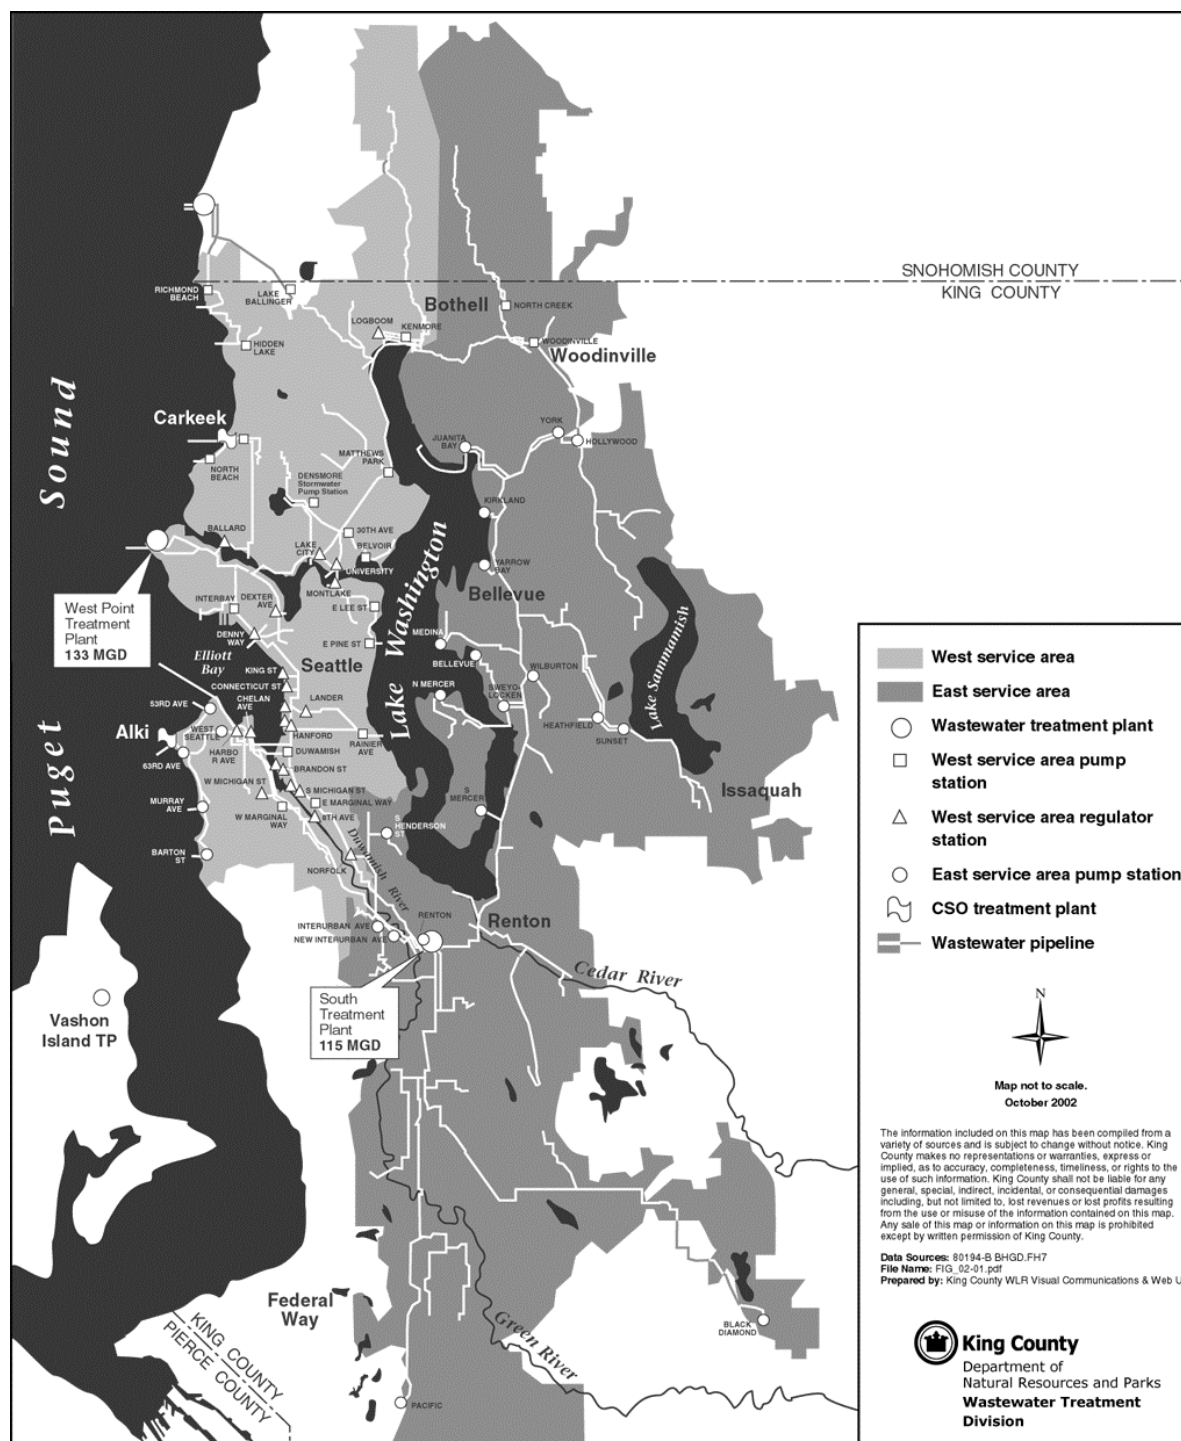 SNOHOMISH COUNTY
KING COUNTY
RICHMOND
BEACH
LAKE
BALLINGER
Bothell
NORTH CREEK
LOGBOOM
KENMORE
HIDDEN
LAKE
WOODINVILLE
Woodinville
Puget Sound
Carkeek
NORTH
BEACH
MATTHEWS
PARK
DENSMORE
Stormwater
Pump Station
JUANITA
BAY
YORK
HOLLYWOOD
KIRKLAND
BALLARD
30TH AVE
LAKE
CITY
BELVOIR
UNIVERSITY
MONTLAKE
YARROW
BAY
Bellevue
Lake Washington
Lake Sammamish
West Point
Treatment
Plant
133 MGD
INTERBAY
DEXTER
AVE
E LEE ST
DENNY
WAY
E PINE ST
MEDINA
Elliott
Bay
Seattle
BELLEVUE
KING ST
CONNECTICUT ST
N MERCER
WILBURTON
SWEYO-
LOCKEN
53RD AVE
CHELAN
AVE
LANDER
HEATHFIELD
SUNSET
Alki
WEST
SEATTLE
HANFORD
RAINIER
AVE
HARBO
R AVE
DUWAMISH
63RD AVE
BRANDON ST
W MICHIGAN ST
S MICHIGAN ST
Issaquah
MURRAY
AVE
E MARGINAL WAY
S
MERCER
W MARGINAL
WAY
8TH AVE
S
HENDERSON
ST
BARTON
ST
NORFOLK
Duwamish River
RENTON
Renton
INTERURBAN AVE
NEW INTERURBAN AVE
Cedar River
South
Treatment
Plant
115 MGD
Vashon
Island TP
Federal
Way
Green River
BLACK
DIAMOND
PACIFIC
KING COUNTY
PIERCE COUNTY
West service area
East service area
Wastewater treatment plant
West service area pump
station
West service area regulator
station
East service area pump station
CSO treatment plant
Wastewater pipeline
N
Map not to scale.
October 2002
The information included on this map has been compiled from a
variety of sources and is subject to change without notice. King
County makes no representations or warranties, express or
implied, as to accuracy, completeness, timeliness, or rights to the
use of such information. King County shall not be liable for any
general, special, indirect, incidental, or consequential damages
including, but not limited to, lost revenues or lost profits resulting
from the use or misuse of the information contained on this map.
Any sale of this map or information on this map is prohibited
except by written permission of King County.
Data Sources: 80194-B BHGD.FH7
File Name: FIG_02-01.pdf
Prepared by: King County WLR Visual Communications & Web U
King County
Department of
Natural Resources and Parks
Wastewater Treatment
Division